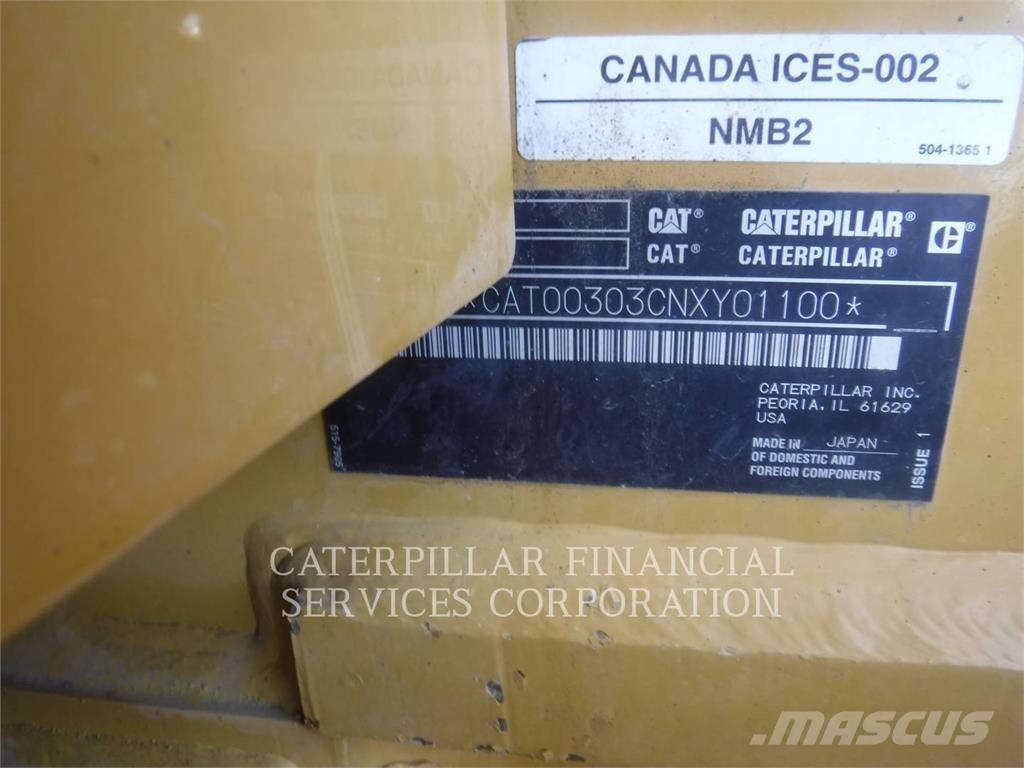 CANADA ICES-002
NMB2
504-1365 1
CAT® CATERPILLAR®
CAT® CATERPILLAR®
*CAT00303CNXY01100*
CATERPILLAR INC.
PEORIA, IL 61629
USA
MADE IN JAPAN
OF DOMESTIC AND
FOREIGN COMPONENTS
ISSUE 1
CATERPILLAR FINANCIAL
SERVICES CORPORATION
MASCUS